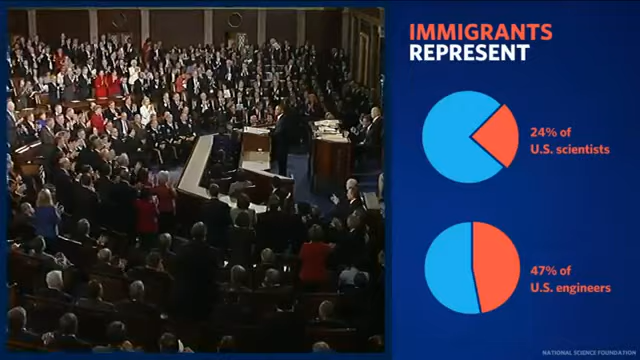 IMMIGRANTS
REPRESENT
24% of
U.S. scientists
47% of
U.S. engineers
NATIONAL SCIENCE FOUNDATION